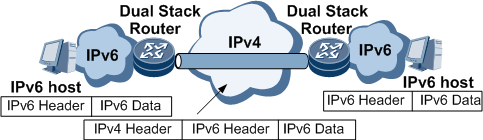 Dual Stack
Router
Dual Stack
Router
IPv6
IPv4
IPv6
IPv6 host
IPv6 host
IPv6 Header IPv6 Data
IPv6 Header IPv6 Data
IPv4 Header IPv6 Header IPv6 Data